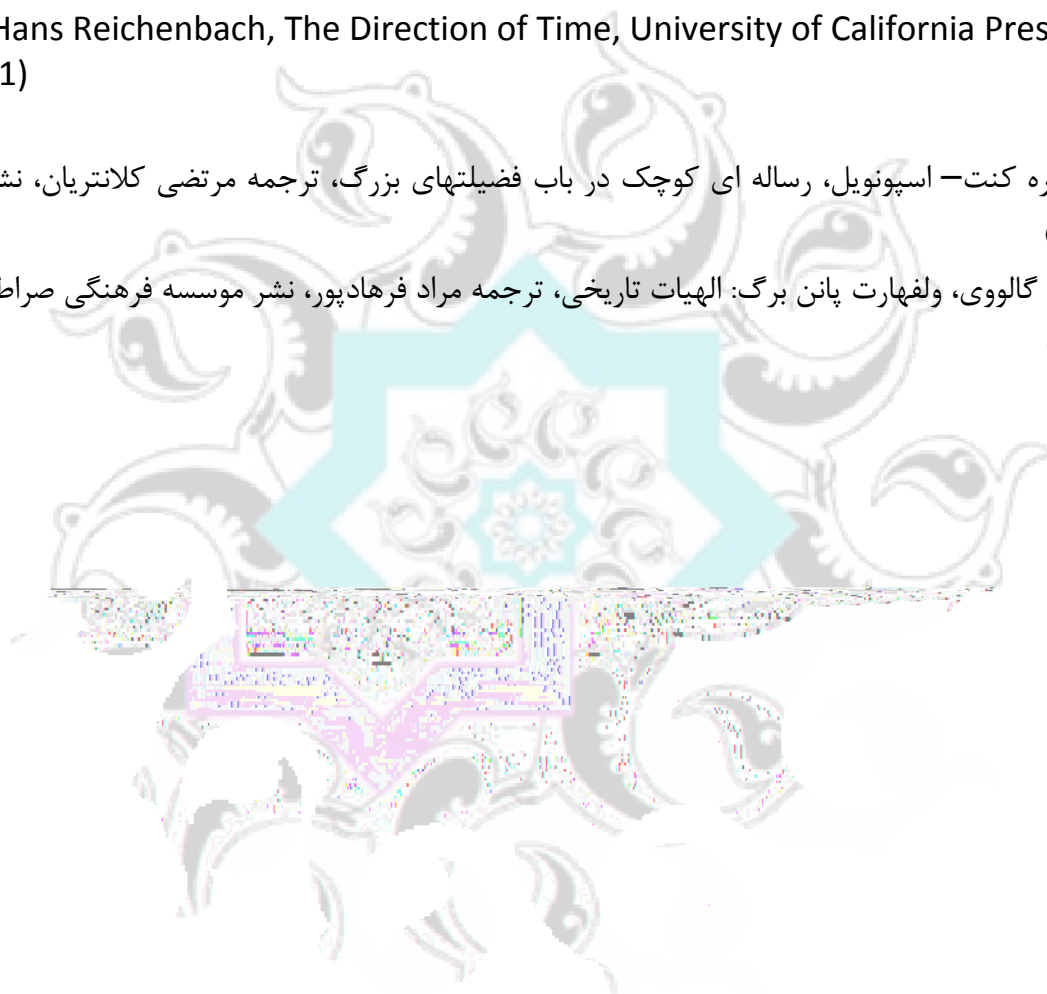 Hans Reichenbach, The Direction of Time, University of California Pres
1)
ره کنت– اسپونویل، رساله ای کوچک در باب فضیلتهای بزرگ، ترجمه مرتضی کلانتریان، نش
گالووی، ولفهارت پانن برگ: الهیات تاریخی، ترجمه مراد فرهادپور، نشر موسسه فرهنگی صراط